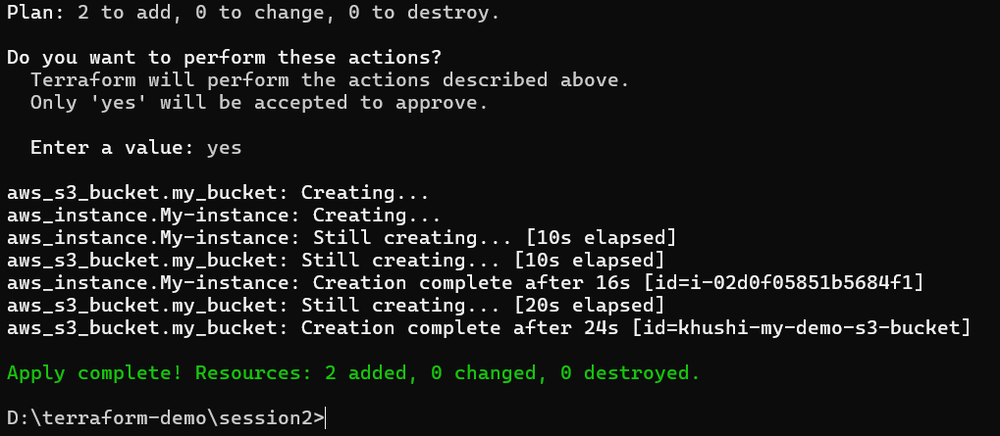 Plan: 2 to add, 0 to change, 0 to destroy.
Do you want to perform these actions?
Terraform will perform the actions described above.
Only 'yes' will be accepted to approve.
Enter a value: yes
aws_s3_bucket.my_bucket: Creating...
aws_instance.My-instance: Creating...
aws_instance.My-instance: Still creating... [10s elapsed]
aws_s3_bucket.my_bucket: Still creating... [10s elapsed]
aws_instance.My-instance: Creation complete after 16s [id=i-02d0f05851b5684f1]
aws_s3_bucket.my_bucket: Still creating... [20s elapsed]
aws_s3_bucket.my_bucket: Creation complete after 24s [id=khushi-my-demo-s3-bucket]
Apply complete! Resources: 2 added, 0 changed, 0 destroyed.
D:\terraform-demo\session2>